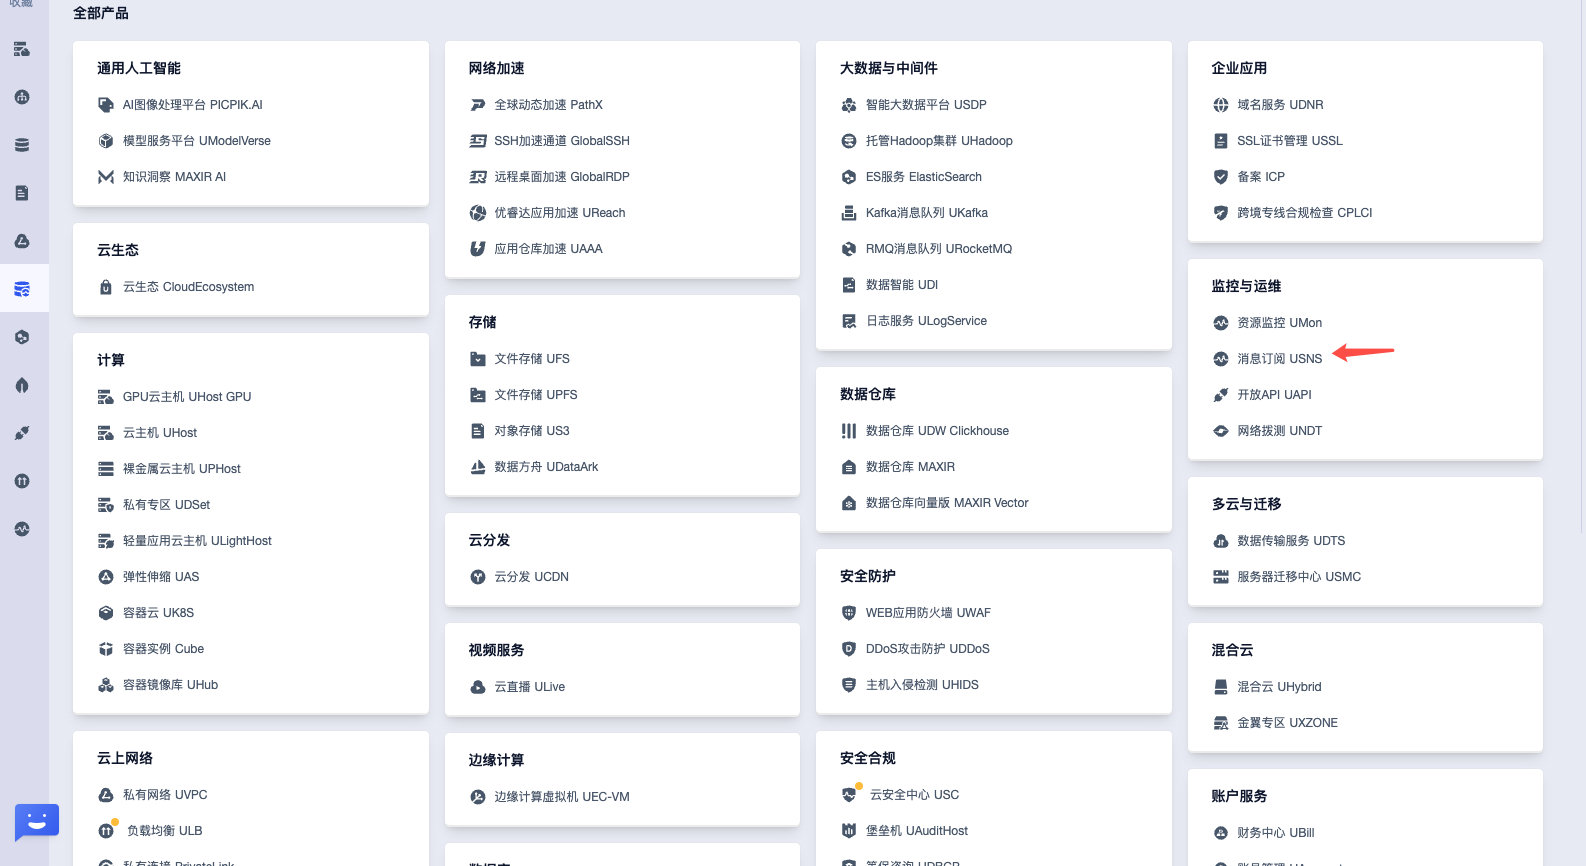 收藏
全部产品
通用人工智能
AI图像处理平台 PICPIK.AI
模型服务平台 UModelVerse
知识洞察 MAXIR AI
云生态
云生态 CloudEcosystem
计算
GPU云主机 UHost GPU
云主机 UHost
裸金属云主机 UPHost
私有专区 UDSet
轻量应用云主机 ULightHost
弹性伸缩 UAS
容器云 UK8S
容器实例 Cube
容器镜像库 UHub
云上网络
私有网络 UVPC
负载均衡 ULB
私有连接 PrivateLink
网络加速
全球动态加速 PathX
SSH加速通道 GlobalSSH
远程桌面加速 GlobalRDP
优睿达应用加速 UReach
应用仓库加速 UAAA
存储
文件存储 UFS
文件存储 UPFS
对象存储 US3
数据方舟 UDataArk
云分发
云分发 UCDN
视频服务
云直播 ULive
边缘计算
边缘计算虚拟机 UEC-VM
大数据与中间件
智能大数据平台 USDP
托管Hadoop集群 UHadoop
ES服务 ElasticSearch
Kafka消息队列 UKafka
RMQ消息队列 URocketMQ
数据智能 UDI
日志服务 ULogService
数据仓库
数据仓库 UDW Clickhouse
数据仓库 MAXIR
数据仓库向量版 MAXIR Vector
安全防护
WEB应用防火墙 UWAF
DDoS攻击防护 UDDoS
主机入侵检测 UHIDS
安全合规
云安全中心 USC
堡垒机 UAuditHost
企业应用
域名服务 UDNR
SSL证书管理 USSL
备案 ICP
跨境专线合规检查 CPLCI
监控与运维
资源监控 UMon
消息订阅 USNS
开放API UAPI
网络拨测 UNDT
多云与迁移
数据传输服务 UDTS
服务器迁移中心 USMC
混合云
混合云 UHybrid
金翼专区 UXZONE
账户服务
财务中心 UBill